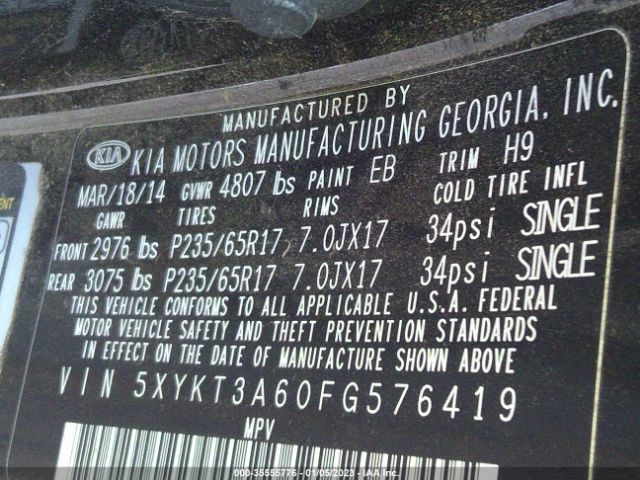 MANUFACTURED BY
KIA KIA MOTORS MANUFACTURING GEORGIA, INC.
MAR/18/14 GVWR 4807 lbs PAINT EB TRIM H9
GAWR TIRES RIMS COLD TIRE INFL
FRONT 2976 lbs P235/65R17 7.0JX17 34psi SINGLE
REAR 3075 lbs P235/65R17 7.0JX17 34psi SINGLE
THIS VEHICLE CONFORMS TO ALL APPLICABLE U.S.A. FEDERAL
MOTOR VEHICLE SAFETY AND THEFT PREVENTION STANDARDS
IN EFFECT ON THE DATE OF MANUFACTURE SHOWN ABOVE
VIN 5XYKT3A60FG576419
MPV
000-35555776 - 01/05/2023 - IAA Inc.